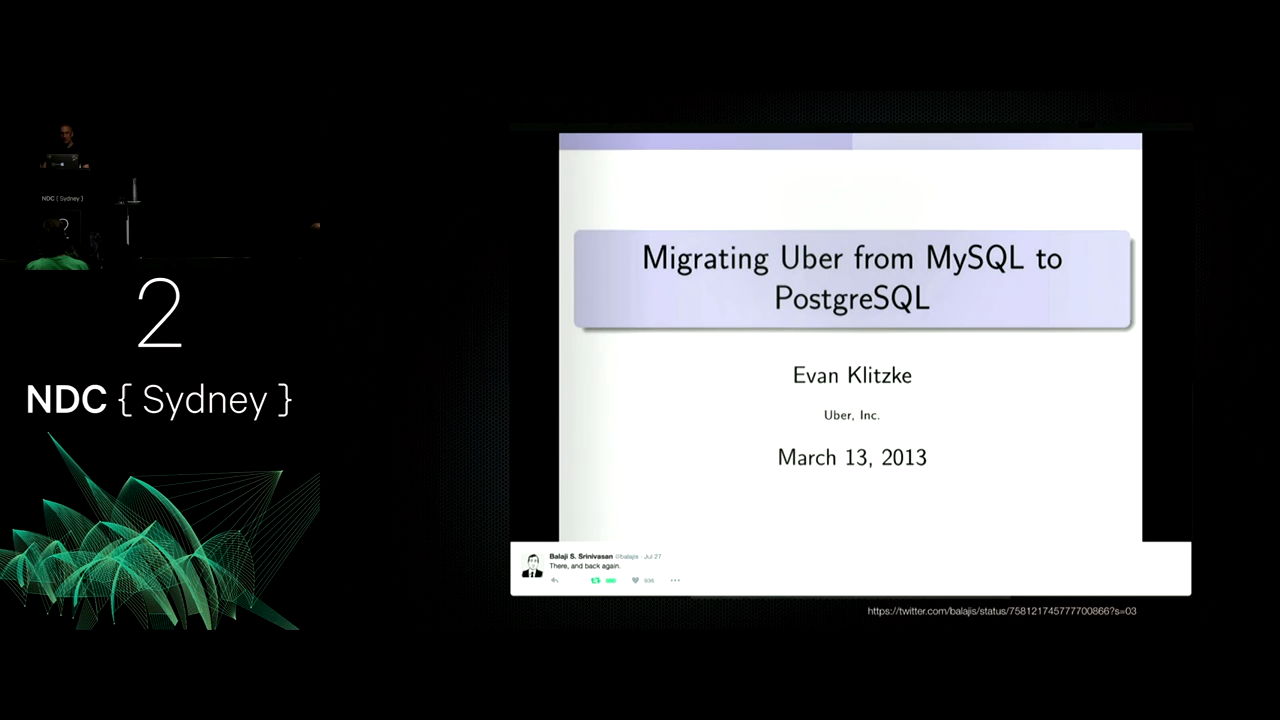 NDC { Sydney }
2
NDC { Sydney }
Migrating Uber from MySQL to
PostgreSQL
Evan Klitzke
Uber, Inc.
March 13, 2013
Balaji S. Srinivasan @balajis · Jul 27
There, and back again.
https://twitter.com/balajis/status/758121745777700866?s=03